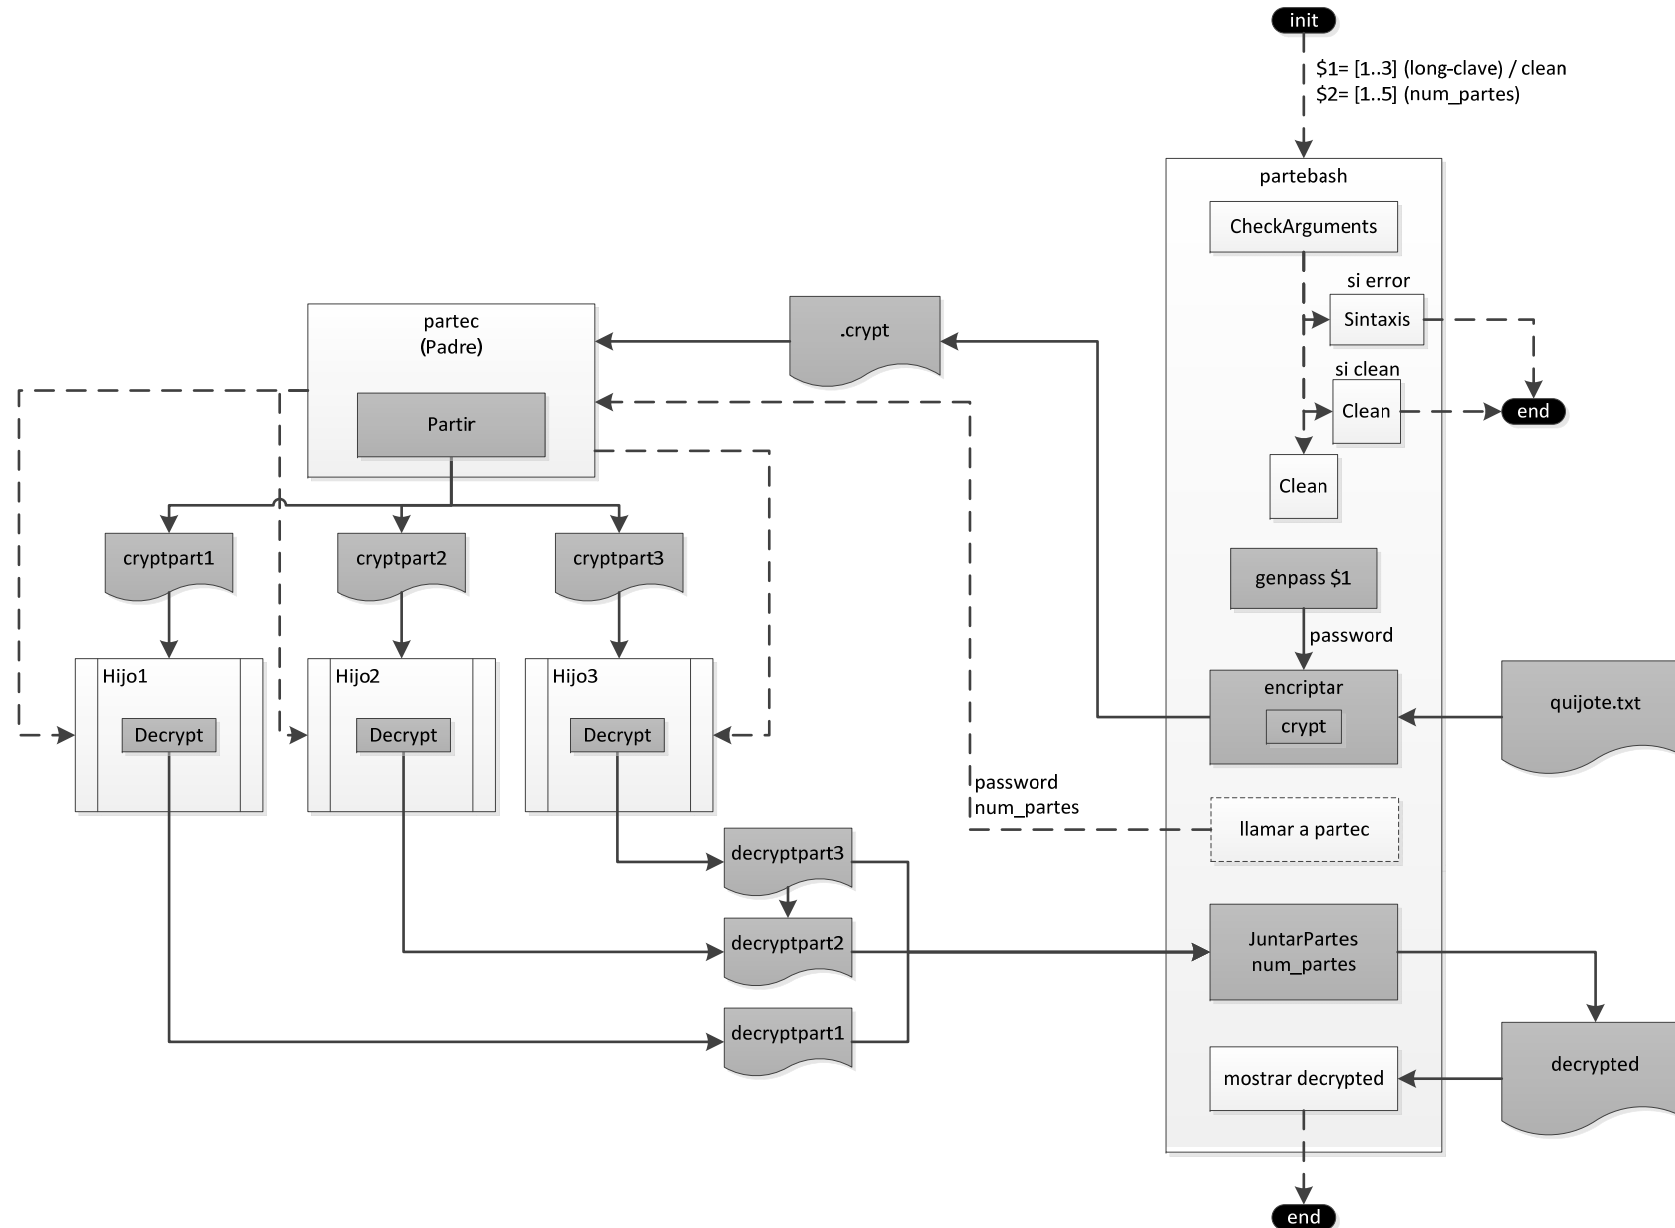 init
$1= [1..3] (long-clave) / clean
$2= [1..5] (num_partes)
partebash
CheckArguments
si error
Sintaxis
si clean
Clean
end
Clean
genpass $1
password
encriptar
crypt
quijote.txt
.crypt
partec
(Padre)
Partir
cryptpart1
cryptpart2
cryptpart3
Hijo1
Decrypt
Hijo2
Decrypt
Hijo3
Decrypt
password
num_partes
llamar a partec
decryptpart3
decryptpart2
decryptpart1
JuntarPartes
num_partes
decrypted
mostrar decrypted
end